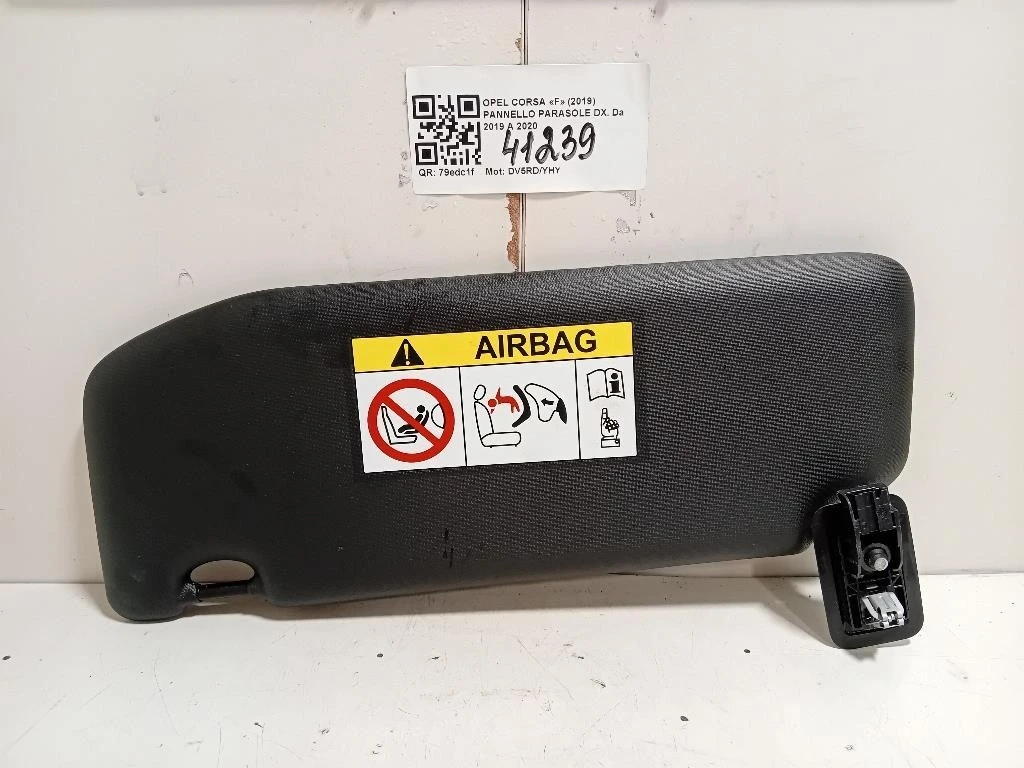 OPEL CORSA «F» (2019)
PANNELLO PARASOLE DX. Da
2019 A 2020
41239
QR: 79edc1f Mot: DV5RD/YHY
AIRBAG